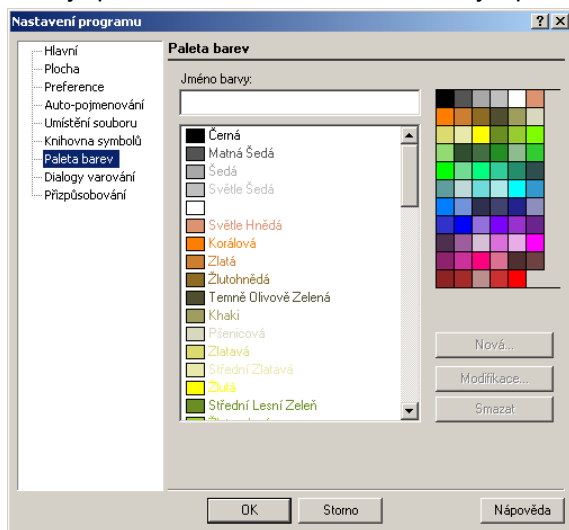 Nastavení programu
Hlavní
Plocha
Preference
Auto-pojmenování
Umístění souboru
Knihovna symbolů
Paleta barev
Dialogy varování
Přizpůsobování
Paleta barev
Jméno barvy:
Černá
Matná Šedá
Šedá
Světle Šedá
Světle Hnědá
Korálová
Zlatá
Žlutohnědá
Temně Olivově Zelená
Khaki
Pšenicová
Zlatavá
Střední Zlatavá
Žlutá
Střední Lesní Zeleň
Nová...
Modifikace...
Smazat
OK
Storno
Nápověda